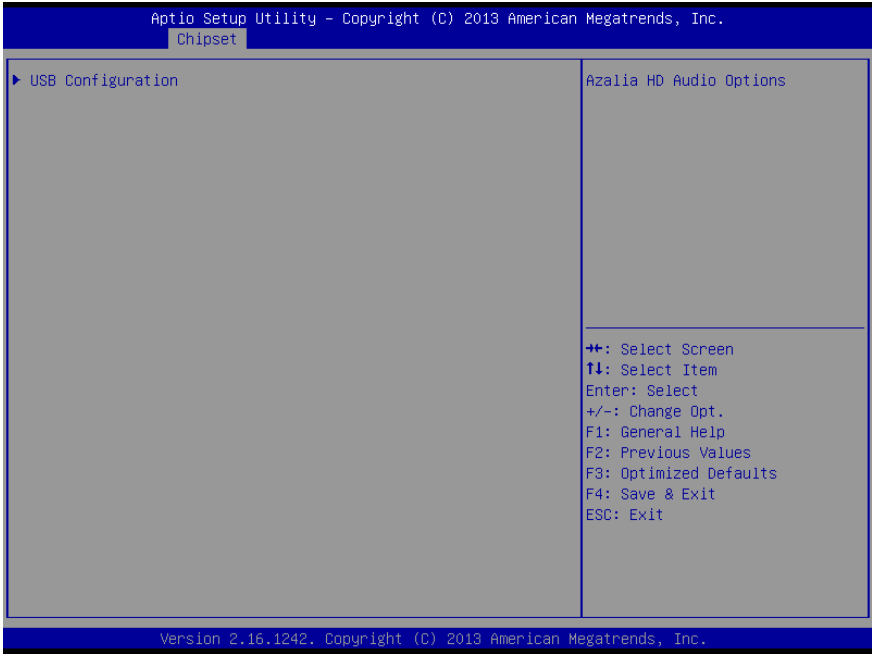 Aptio Setup Utility – Copyright (C) 2013 American Megatrends, Inc.
Chipset
▶ USB Configuration
Azalia HD Audio Options
→←: Select Screen
↑↓: Select Item
Enter: Select
+/-: Change Opt.
F1: General Help
F2: Previous Values
F3: Optimized Defaults
F4: Save & Exit
ESC: Exit
Version 2.16.1242. Copyright (C) 2013 American Megatrends, Inc.